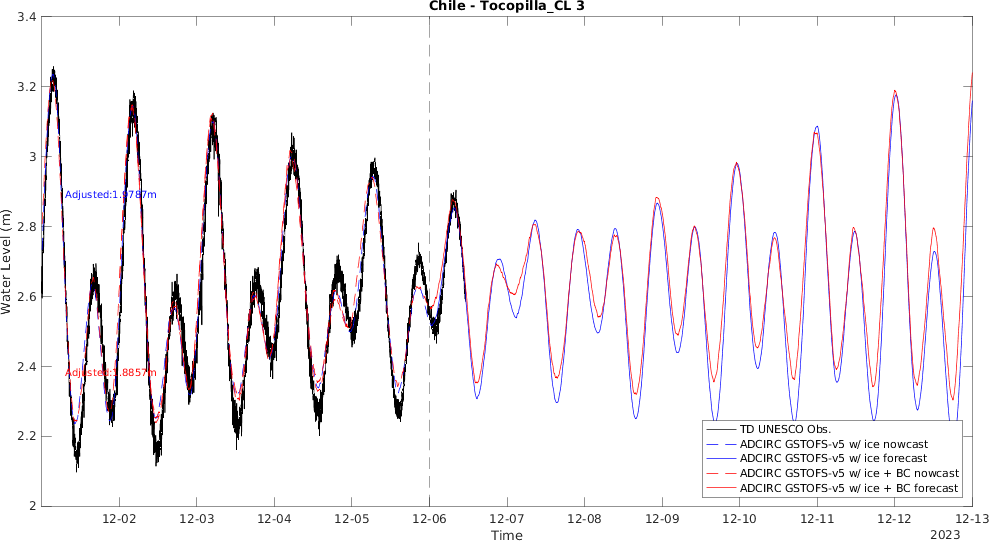 Chile - Tocopilla_CL 3
3.4
3.2
3
2.8
2.6
2.4
2.2
2
Water Level (m)
Adjusted:1.9787m
Adjusted:1.8857m
TD UNESCO Obs.
ADCIRC GSTOFS-v5 w/ ice nowcast
ADCIRC GSTOFS-v5 w/ ice forecast
ADCIRC GSTOFS-v5 w/ ice + BC nowcast
ADCIRC GSTOFS-v5 w/ ice + BC forecast
12-02
12-03
12-04
12-05
12-06
12-07
12-08
12-09
12-10
12-11
12-12
12-13
Time
2023